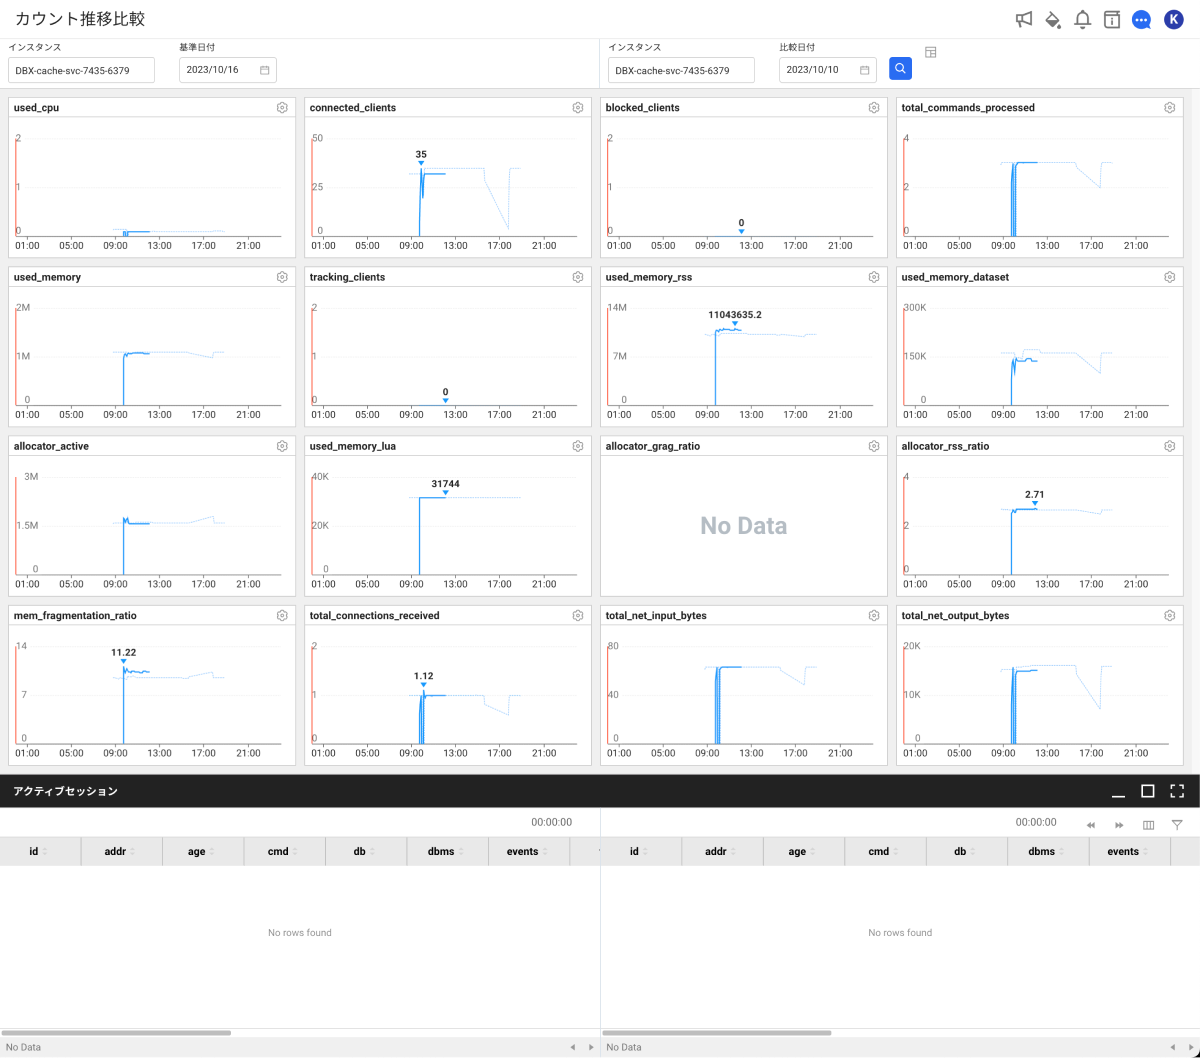 カウント推移比較
K
インスタンス 基準日付 インスタンス 比較日付
DBX-cache-svc-7435-6379 2023/10/16 DBX-cache-svc-7435-6379 2023/10/10
used_cpu
2
1
0
01:00 05:00 09:00 13:00 17:00 21:00
connected_clients
50
35
25
0
01:00 05:00 09:00 13:00 17:00 21:00
blocked_clients
2
1
0
0
01:00 05:00 09:00 13:00 17:00 21:00
total_commands_processed
4
2
0
01:00 05:00 09:00 13:00 17:00 21:00
used_memory
2M
1M
0
01:00 05:00 09:00 13:00 17:00 21:00
tracking_clients
2
1
0
0
01:00 05:00 09:00 13:00 17:00 21:00
used_memory_rss
14M
11043635.2
7M
0
01:00 05:00 09:00 13:00 17:00 21:00
used_memory_dataset
300K
150K
0
01:00 05:00 09:00 13:00 17:00 21:00
allocator_active
3M
1.5M
0
01:00 05:00 09:00 13:00 17:00 21:00
used_memory_lua
40K
31744
20K
0
01:00 05:00 09:00 13:00 17:00 21:00
allocator_grag_ratio
No Data
allocator_rss_ratio
4
2.71
2
0
01:00 05:00 09:00 13:00 17:00 21:00
mem_fragmentation_ratio
14
11.22
7
0
01:00 05:00 09:00 13:00 17:00 21:00
total_connections_received
2
1.12
1
0
01:00 05:00 09:00 13:00 17:00 21:00
total_net_input_bytes
80
40
0
01:00 05:00 09:00 13:00 17:00 21:00
total_net_output_bytes
20K
10K
0
01:00 05:00 09:00 13:00 17:00 21:00
アクティブセッション
00:00:00 00:00:00
id addr age cmd db dbms events id addr age cmd db dbms events
No rows found No rows found
No Data No Data